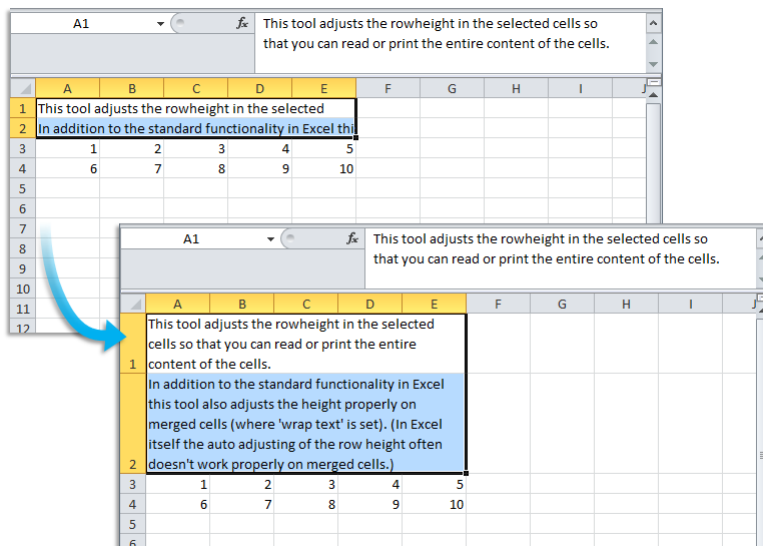 A1 fx This tool adjusts the rowheight in the selected cells so
that you can read or print the entire content of the cells.
A B C D E F G H I J
1 This tool adjusts the rowheight in the selected
2 In addition to the standard functionality in Excel thi
3 1 2 3 4 5
4 6 7 8 9 10
5
6
7
8
9
10
11
12
A1 fx This tool adjusts the rowheight in the selected cells so
that you can read or print the entire content of the cells.
A B C D E F G H I J
This tool adjusts the rowheight in the selected
cells so that you can read or print the entire
1 content of the cells.
In addition to the standard functionality in Excel
this tool also adjusts the height properly on
merged cells (where 'wrap text' is set). (In Excel
itself the auto adjusting of the row height often
2 doesn't work properly on merged cells.)
3 1 2 3 4 5
4 6 7 8 9 10
5
6